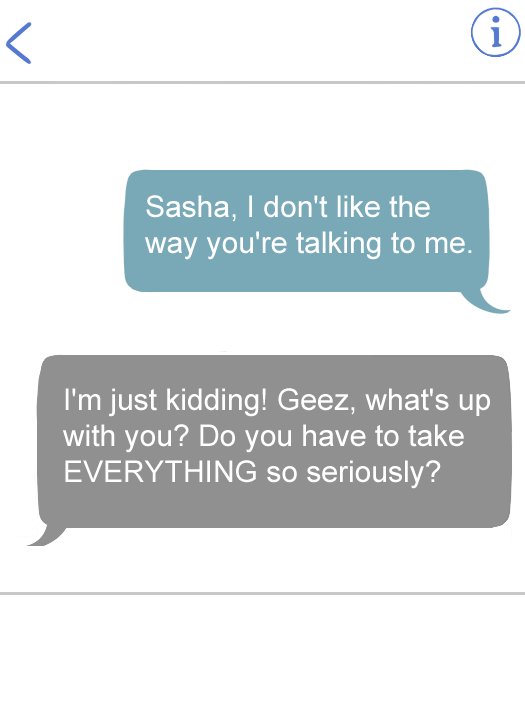 i
Sasha, I don't like the
way you're talking to me.
I'm just kidding! Geez, what's up
with you? Do you have to take
EVERYTHING so seriously?